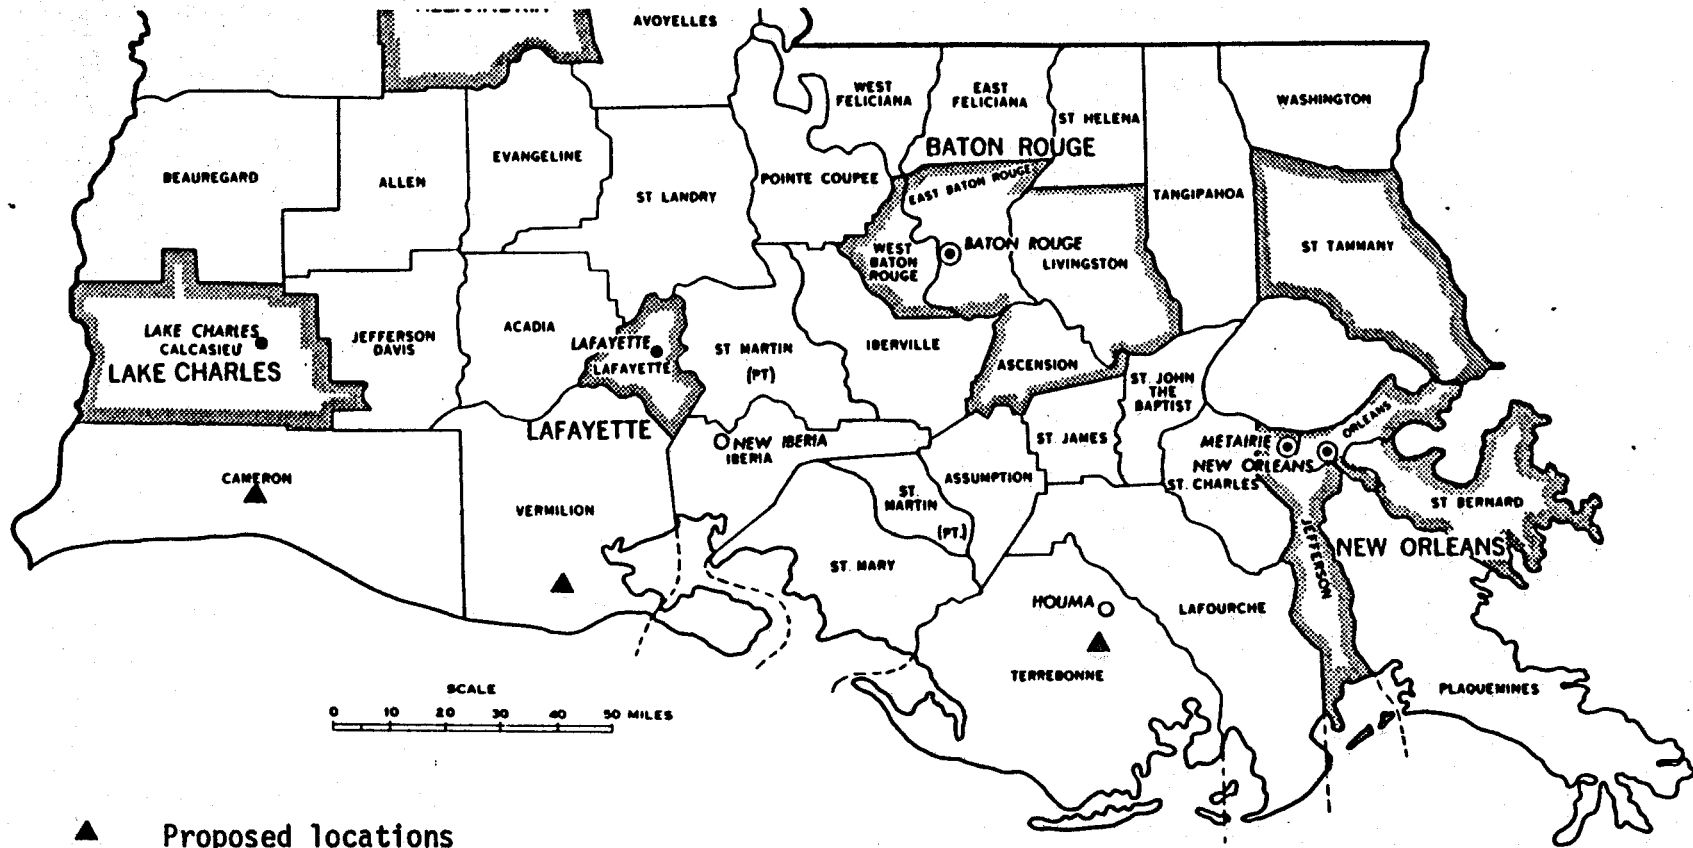 AVOYELLES
WEST
FELICIANA
EAST
FELICIANA
ST HELENA
WASHINGTON
BATON ROUGE
EVANGELINE
BEAUREGARD
ALLEN
ST LANDRY
POINTE COUPEE
EAST BATON ROUGE
TANGIPAHOA
WEST
BATON
ROUGE
BATON ROUGE
LIVINGSTON
ST TAMMANY
LAKE CHARLES
CALCASIEU
LAKE CHARLES
JEFFERSON
DAVIS
ACADIA
LAFAYETTE
LAFAYETTE
LAFAYETTE
ST MARTIN
(PT)
IBERVILLE
ASCENSION
ST. JOHN
THE
BAPTIST
ORLEANS
NEW IBERIA
IBERIA
ST. JAMES
METAIRIE
NEW ORLEANS
ST. CHARLES
CAMERON
ASSUMPTION
VERMILION
ST.
MARTIN
(PT.)
ST BERNARD
JEFFERSON
NEW ORLEANS
ST. MARY
HOUMA
LAFOURCHE
TERREBONNE
PLAQUEMINES
SCALE
0 10 20 30 40 50 MILES
Proposed locations